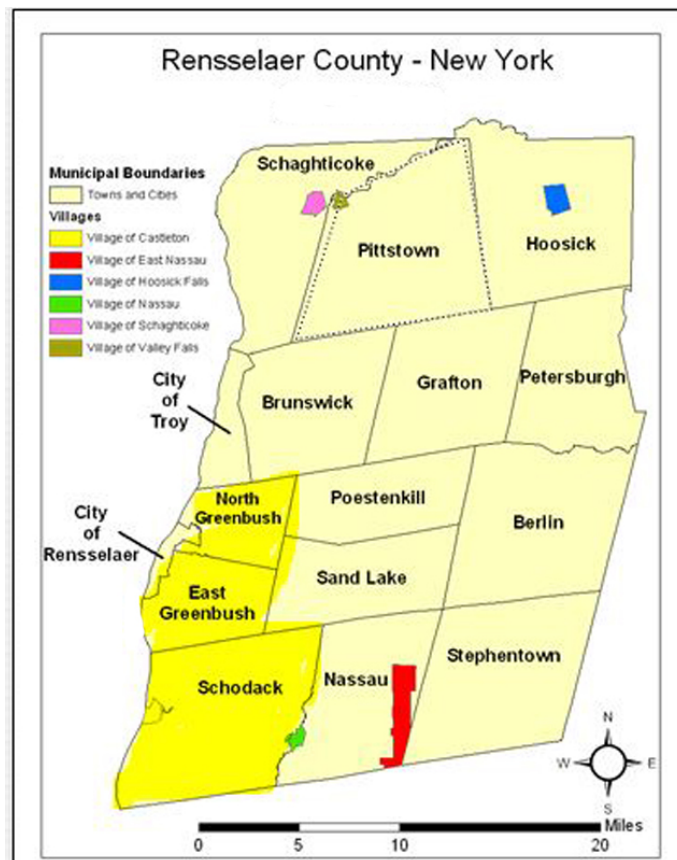 Rensselaer County - New York
Municipal Boundaries
Towns and Cities
Villages
Village of Castleton
Village of East Nassau
Village of Hoosick Falls
Village of Nassau
Village of Schaghticoke
Village of Valley Falls
Schaghticoke
Pittstown
Hoosick
City
of
Troy
Brunswick
Grafton
Petersburgh
City
of
Rensselaer
North
Greenbush
Poestenkill
Berlin
East
Greenbush
Sand Lake
Schodack
Nassau
Stephentown
N
W
E
S
Miles
0 5 10 20